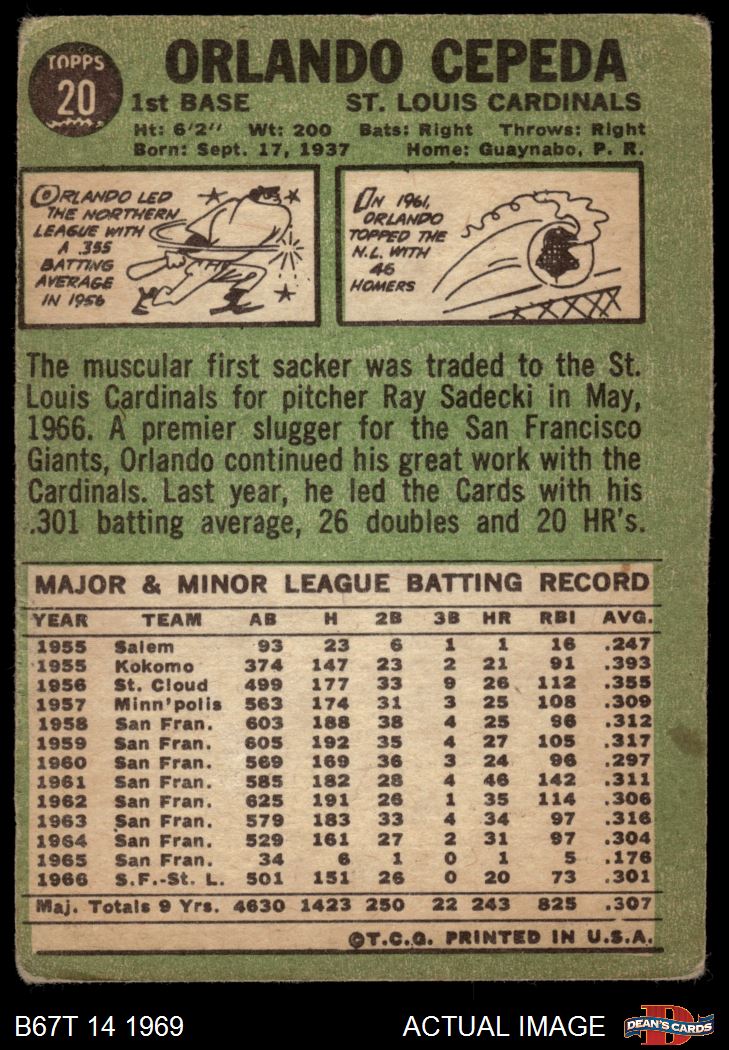 TOPPS
20
ORLANDO CEPEDA
1st BASE ST. LOUIS CARDINALS
Ht: 6'2" Wt: 200 Bats: Right Throws: Right
Born: Sept. 17, 1937 Home: Guaynabo, P. R.
ORLANDO LED
THE NORTHERN
LEAGUE WITH
A .355
BATTING
AVERAGE
IN 1956
IN 1961,
ORLANDO
TOPPED THE
N.L. WITH
46
HOMERS
The muscular first sacker was traded to the St.
Louis Cardinals for pitcher Ray Sadecki in May,
1966. A premier slugger for the San Francisco
Giants, Orlando continued his great work with the
Cardinals. Last year, he led the Cards with his
.301 batting average, 26 doubles and 20 HR's.
MAJOR & MINOR LEAGUE BATTING RECORD
YEAR TEAM AB H 2B 3B HR RBI AVG.
1955 Salem 93 23 6 1 1 16 .247
1955 Kokomo 374 147 23 2 21 91 .393
1956 St. Cloud 499 177 33 9 26 112 .355
1957 Minn'polis 563 174 31 3 25 108 .309
1958 San Fran. 603 188 38 4 25 96 .312
1959 San Fran. 605 192 35 4 27 105 .317
1960 San Fran. 569 169 36 3 24 96 .297
1961 San Fran. 585 182 28 4 46 142 .311
1962 San Fran. 625 191 26 1 35 114 .306
1963 San Fran. 579 183 33 4 34 97 .316
1964 San Fran. 529 161 27 2 31 97 .304
1965 San Fran. 34 6 1 0 1 5 .176
1966 S.F.-St. L. 501 151 26 0 20 73 .301
Maj. Totals 9 Yrs. 4630 1423 250 22 243 825 .307
©T.C.G. PRINTED IN U.S.A.
B67T 14 1969 ACTUAL IMAGE
DEAN'S CARDS